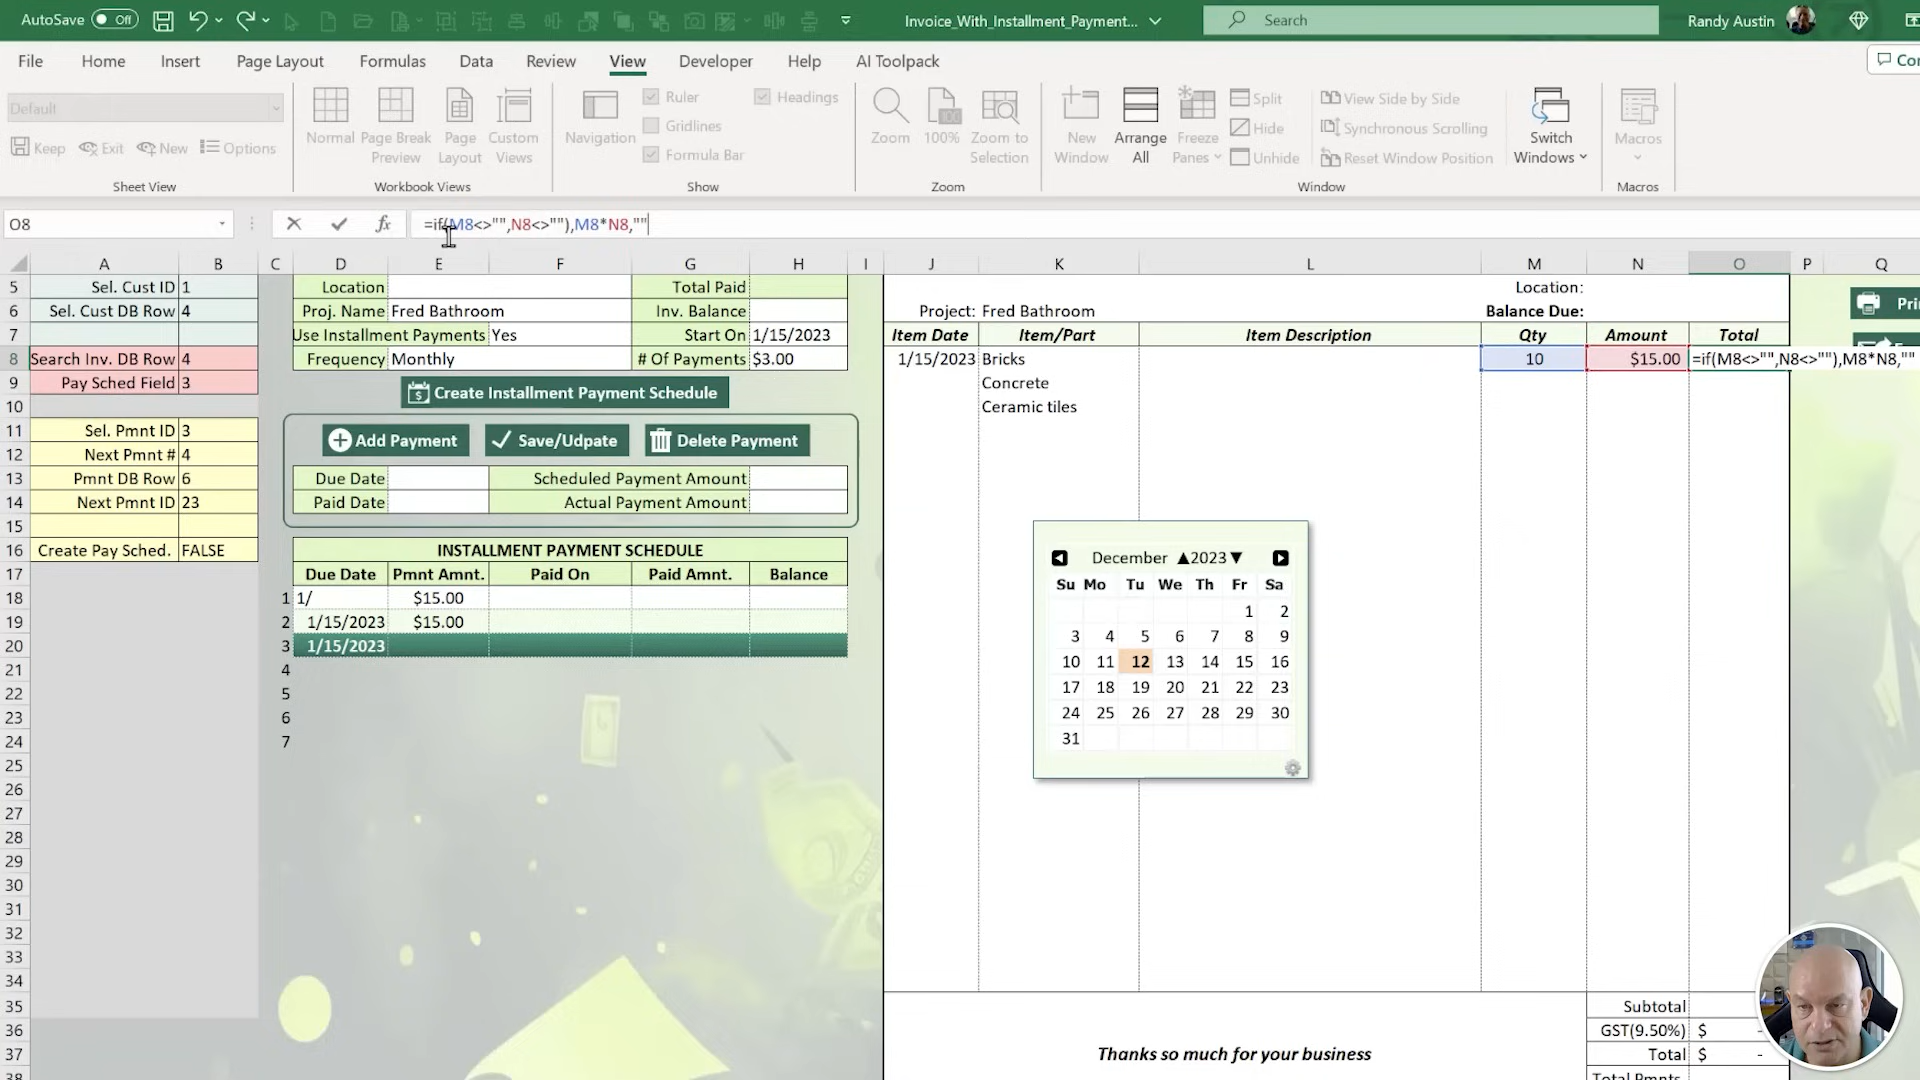 AutoSave Off Invoice_With_Installment_Payment... Search Randy Austin
File Home Insert Page Layout Formulas Data Review View Developer Help AI Toolpack
Default
Keep Exit New Options
Sheet View
Normal Page Break Preview Page Layout Custom Views
Workbook Views
Navigation Ruler Gridlines Formula Bar Headings
Show
Zoom 100% Zoom to Selection
Zoom
New Window Arrange All Freeze Panes Split Hide Unhide View Side by Side Synchronous Scrolling Reset Window Position Switch Windows
Window
Macros
Macros
O8 fx =if(M8<>"",N8<>""),M8*N8,""
A B C D E F G H I J K L M N O P Q
5 Sel. Cust ID 1 Location Total Paid Location:
6 Sel. Cust DB Row 4 Proj. Name Fred Bathroom Inv. Balance Project: Fred Bathroom Balance Due:
7 Use Installment Payments Yes Start On 1/15/2023 Item Date Item/Part Item Description Qty Amount Total
8 Search Inv. DB Row 4 Frequency Monthly # Of Payments $3.00 1/15/2023 Bricks 10 $15.00 =if(M8<>"",N8<>""),M8*N8,""
9 Pay Sched Field 3 Create Installment Payment Schedule Concrete
10 Ceramic tiles
11 Sel. Pmnt ID 3 Add Payment Save/Udpate Delete Payment
12 Next Pmnt # 4
13 Pmnt DB Row 6 Due Date Scheduled Payment Amount
14 Next Pmnt ID 23 Paid Date Actual Payment Amount
15
16 Create Pay Sched. FALSE INSTALLMENT PAYMENT SCHEDULE
17 Due Date Pmnt Amnt. Paid On Paid Amnt. Balance
18 1 1/ $15.00
19 2 1/15/2023 $15.00
20 3 1/15/2023
21 4
22 5
23 6
24 7
25
26
27
28
29
30
31
32
33
34
35 Subtotal
36 GST(9.50%) $ -
37 Thanks so much for your business Total $ -
38
December 2023
Su Mo Tu We Th Fr Sa
1 2
3 4 5 6 7 8 9
10 11 12 13 14 15 16
17 18 19 20 21 22 23
24 25 26 27 28 29 30
31